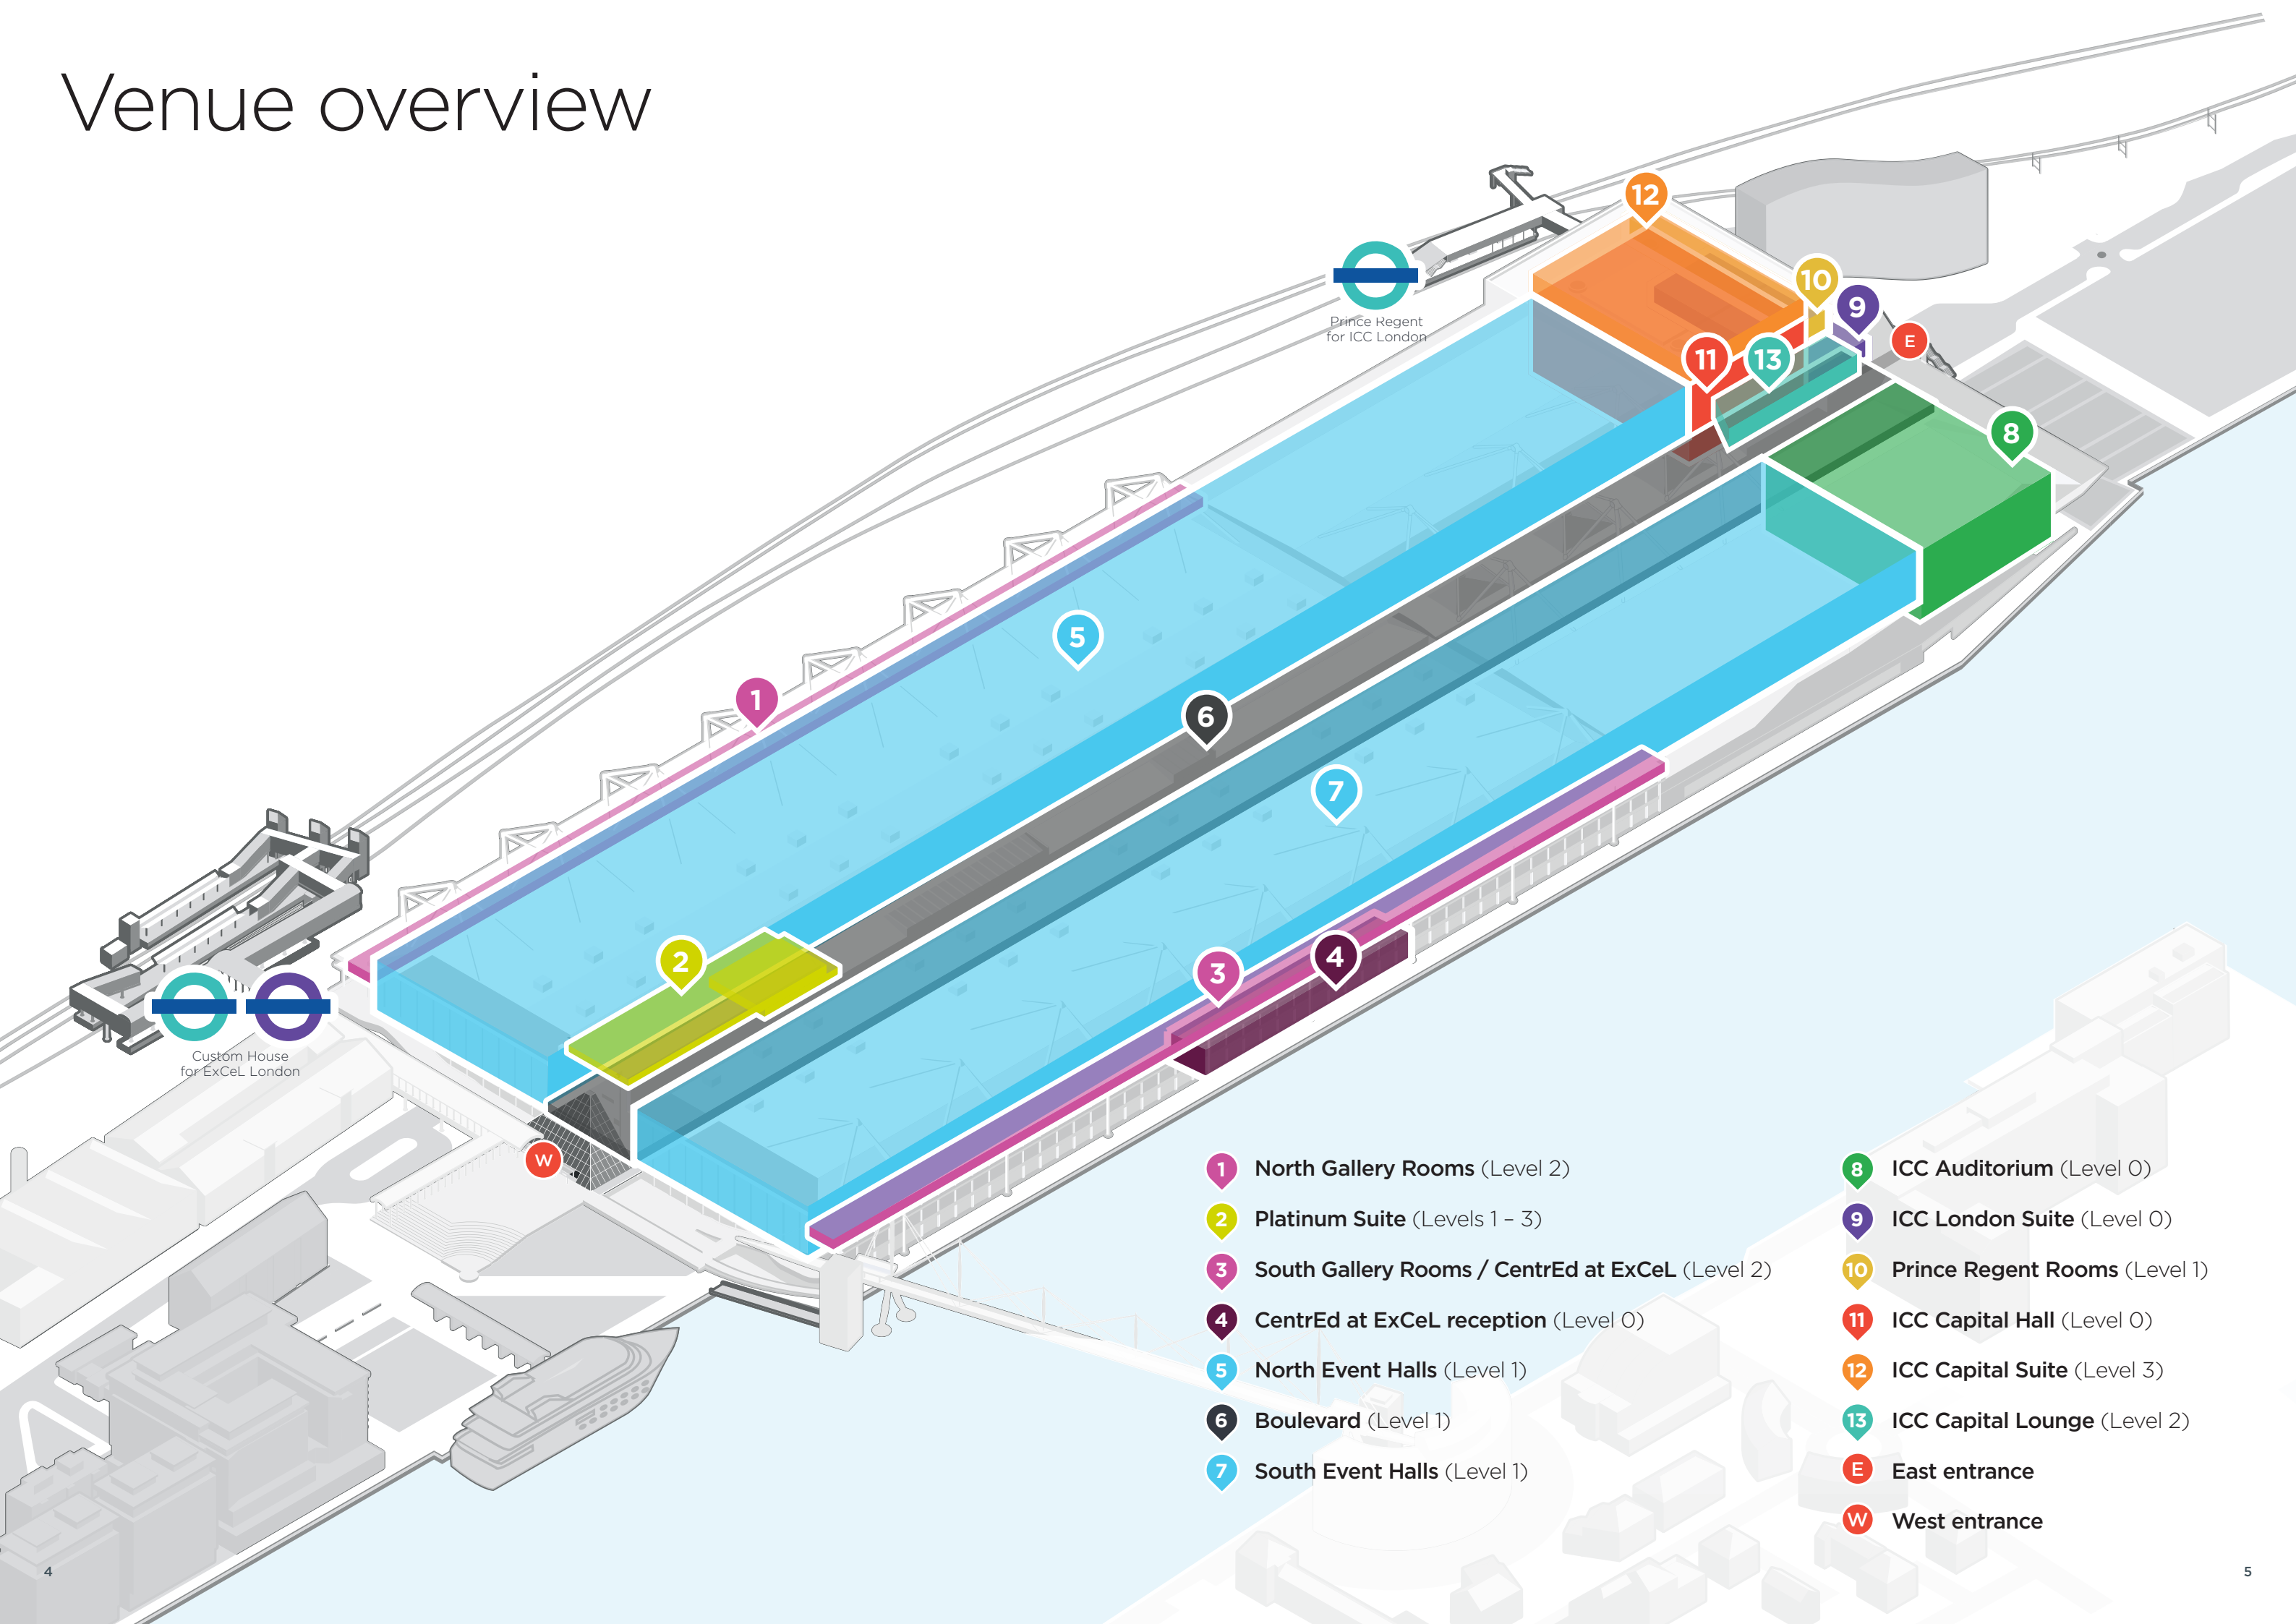 Venue overview
12
10
9
Prince Regent
for ICC London
E
11
13
8
5
1
6
7
2
4
3
Custom House
for ExCeL London
W
1 North Gallery Rooms (Level 2)
2 Platinum Suite (Levels 1 – 3)
3 South Gallery Rooms / CentrEd at ExCeL (Level 2)
4 CentrEd at ExCeL reception (Level 0)
5 North Event Halls (Level 1)
6 Boulevard (Level 1)
7 South Event Halls (Level 1)
8 ICC Auditorium (Level 0)
9 ICC London Suite (Level 0)
10 Prince Regent Rooms (Level 1)
11 ICC Capital Hall (Level 0)
12 ICC Capital Suite (Level 3)
13 ICC Capital Lounge (Level 2)
E East entrance
W West entrance
4
5